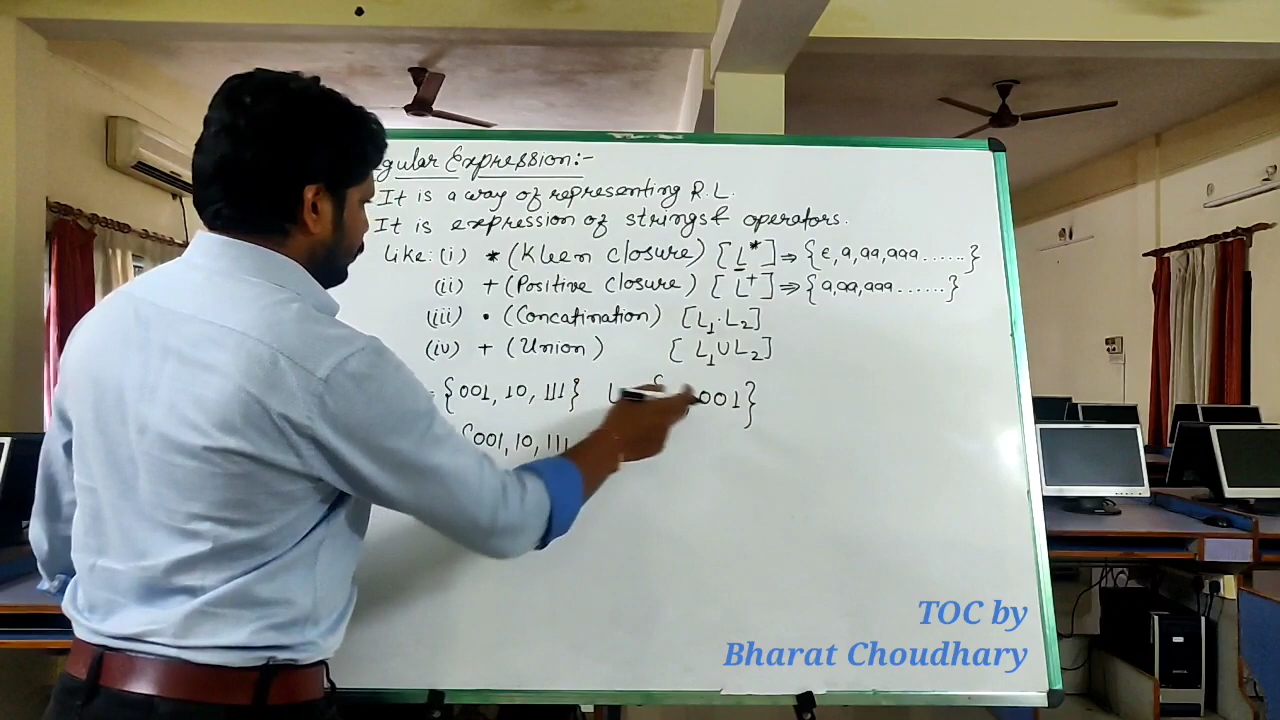 gular Expression:-
It is a way of representing R.L.
It is expression of strings & operators.
Like: (i) * (Kleen closure) [L*] ⇒ {ε, a, aa, aaa ......}
(ii) + (Positive closure) [L⁺] ⇒ {a, aa, aaa ......}
(iii) • (Concatination) [L₁.L₂]
(iv) + (Union) [L₁∪L₂]
= {001, 10, 111} L {001}
{001, 10, 111
TOC by
Bharat Choudhary